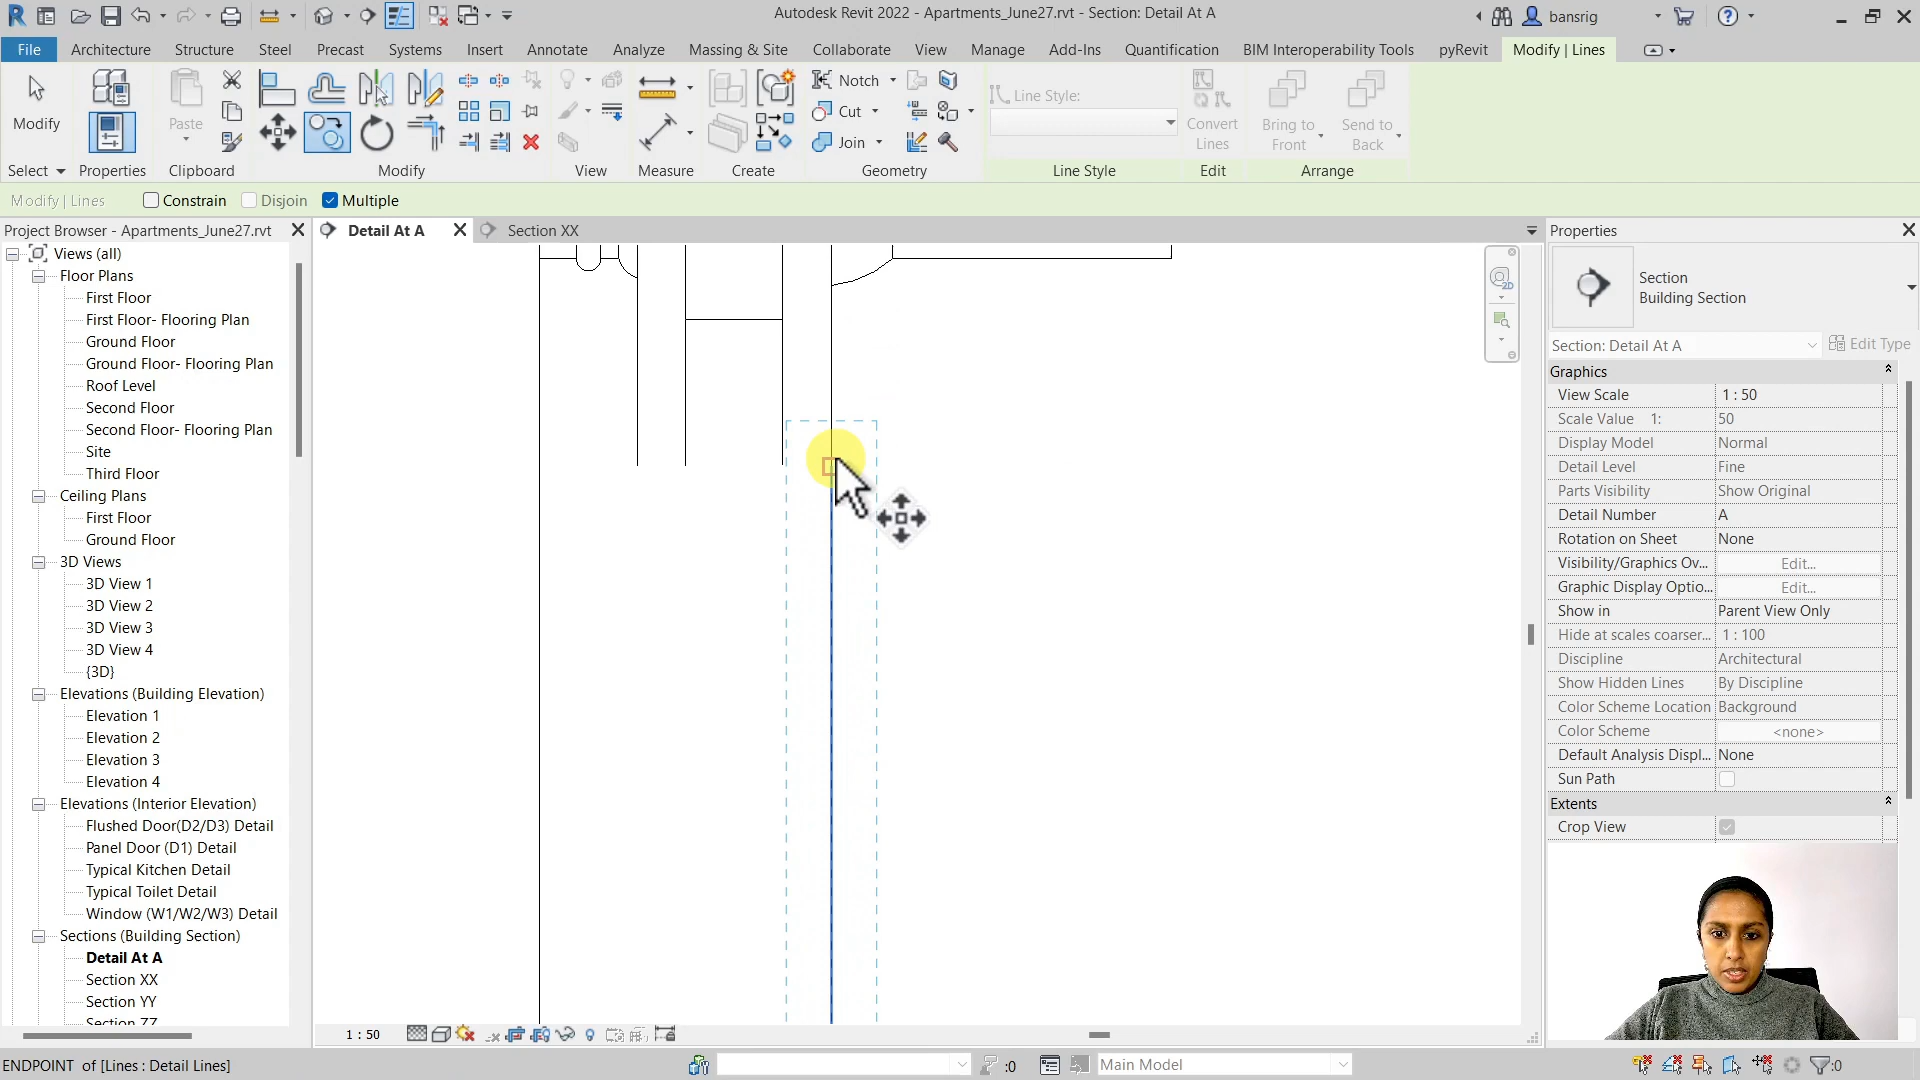 Autodesk Revit 2022 - Apartments_June27.rvt - Section: Detail At A
bansrig
File Architecture Structure Steel Precast Systems Insert Annotate Analyze Massing & Site Collaborate View Manage Add-Ins Quantification BIM Interoperability Tools pyRevit Modify | Lines
Modify
Paste
Notch
Cut
Join
Line Style:
Convert Lines
Bring to Front
Send to Back
Select Properties Clipboard Modify View Measure Create Geometry Line Style Edit Arrange
Modify | Lines Constrain Disjoin Multiple
Project Browser - Apartments_June27.rvt
Views (all)
Floor Plans
First Floor
First Floor- Flooring Plan
Ground Floor
Ground Floor- Flooring Plan
Roof Level
Second Floor
Second Floor- Flooring Plan
Site
Third Floor
Ceiling Plans
First Floor
Ground Floor
3D Views
3D View 1
3D View 2
3D View 3
3D View 4
{3D}
Elevations (Building Elevation)
Elevation 1
Elevation 2
Elevation 3
Elevation 4
Elevations (Interior Elevation)
Flushed Door(D2/D3) Detail
Panel Door (D1) Detail
Typical Kitchen Detail
Typical Toilet Detail
Window (W1/W2/W3) Detail
Sections (Building Section)
Detail At A
Section XX
Section YY
Section ZZ
Detail At A
Section XX
2D
1 : 50
Properties
Section
Building Section
Section: Detail At A
Edit Type
Graphics
View Scale 1 : 50
Scale Value 1: 50
Display Model Normal
Detail Level Fine
Parts Visibility Show Original
Detail Number A
Rotation on Sheet None
Visibility/Graphics Ov... Edit...
Graphic Display Optio... Edit...
Show in Parent View Only
Hide at scales coarser... 1 : 100
Discipline Architectural
Show Hidden Lines By Discipline
Color Scheme Location Background
Color Scheme <none>
Default Analysis Displ... None
Sun Path
Extents
Crop View
ENDPOINT of [Lines : Detail Lines]
:0
Main Model
:0